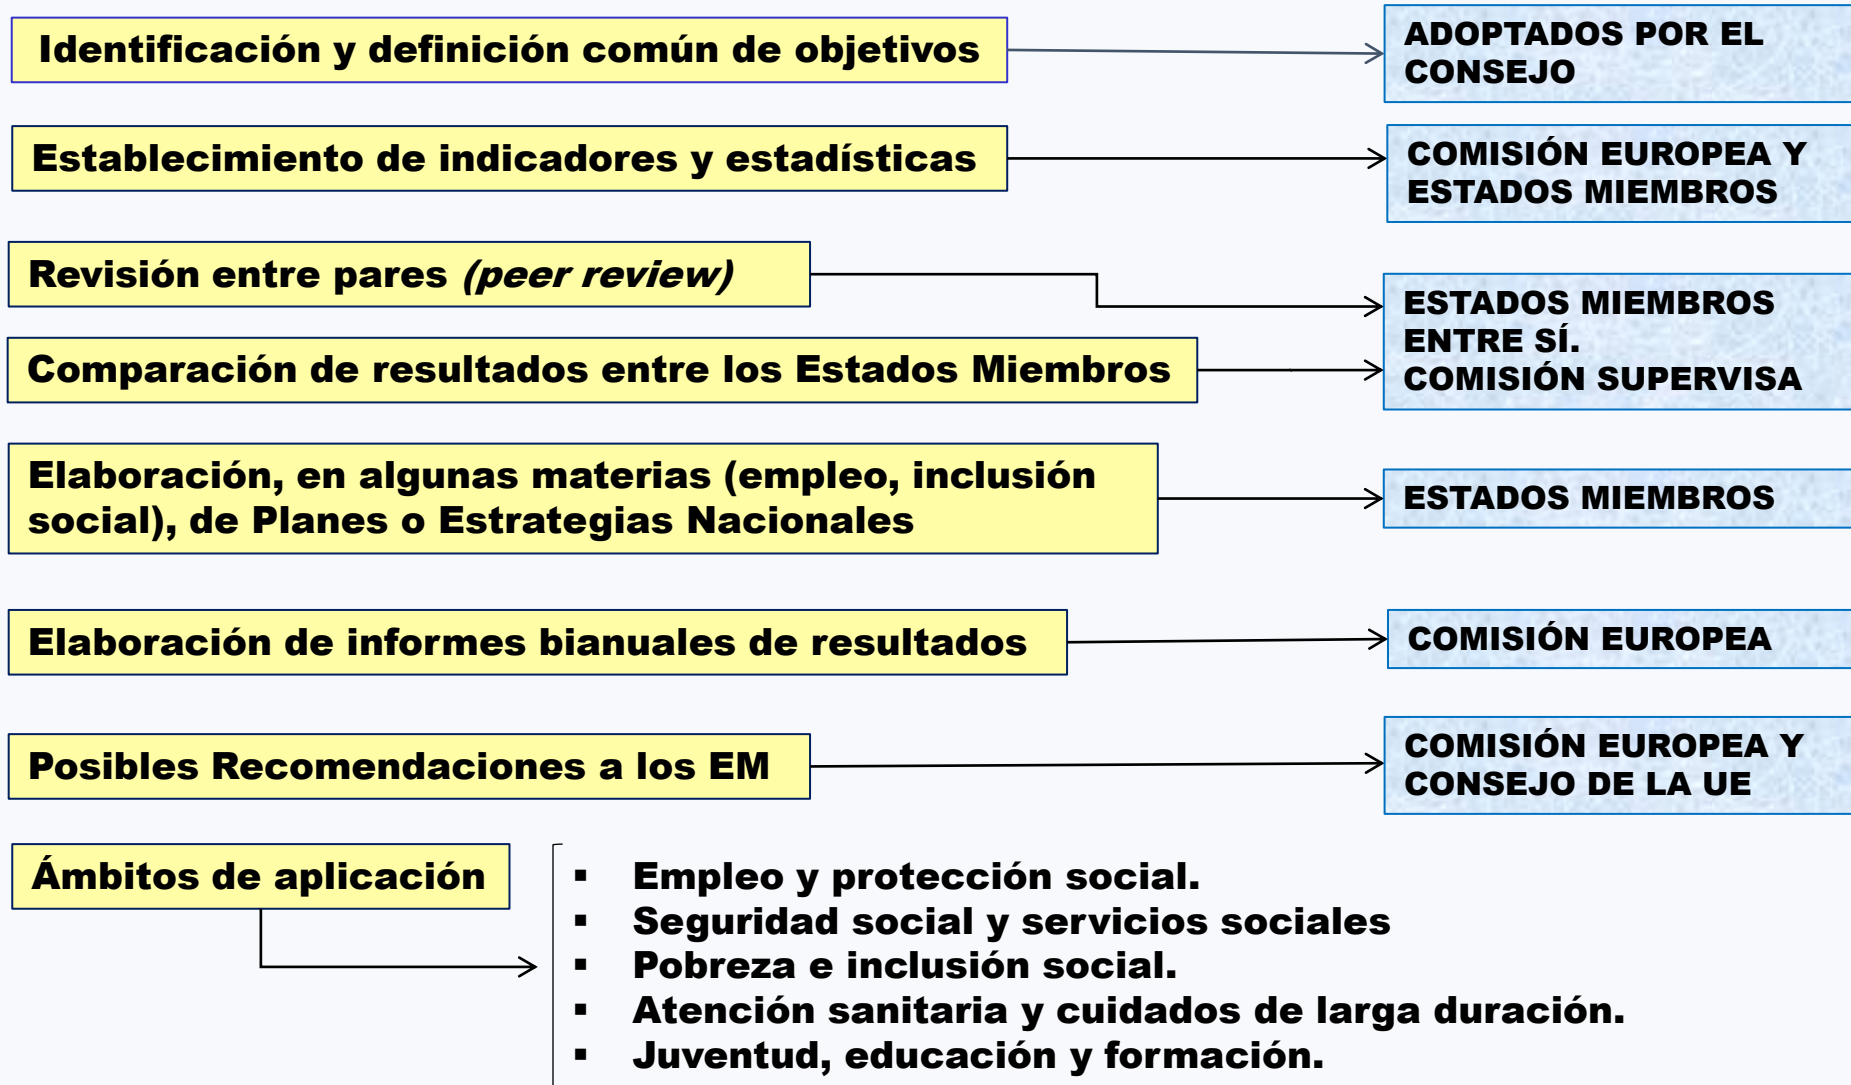 Identificación y definición común de objetivos
ADOPTADOS POR EL
CONSEJO
Establecimiento de indicadores y estadísticas
COMISIÓN EUROPEA Y
ESTADOS MIEMBROS
Revisión entre pares (peer review)
Comparación de resultados entre los Estados Miembros
ESTADOS MIEMBROS
ENTRE SÍ.
COMISIÓN SUPERVISA
Elaboración, en algunas materias (empleo, inclusión
social), de Planes o Estrategias Nacionales
ESTADOS MIEMBROS
Elaboración de informes bianuales de resultados
COMISIÓN EUROPEA
Posibles Recomendaciones a los EM
COMISIÓN EUROPEA Y
CONSEJO DE LA UE
Ámbitos de aplicación
▪ Empleo y protección social.
▪ Seguridad social y servicios sociales
▪ Pobreza e inclusión social.
▪ Atención sanitaria y cuidados de larga duración.
▪ Juventud, educación y formación.